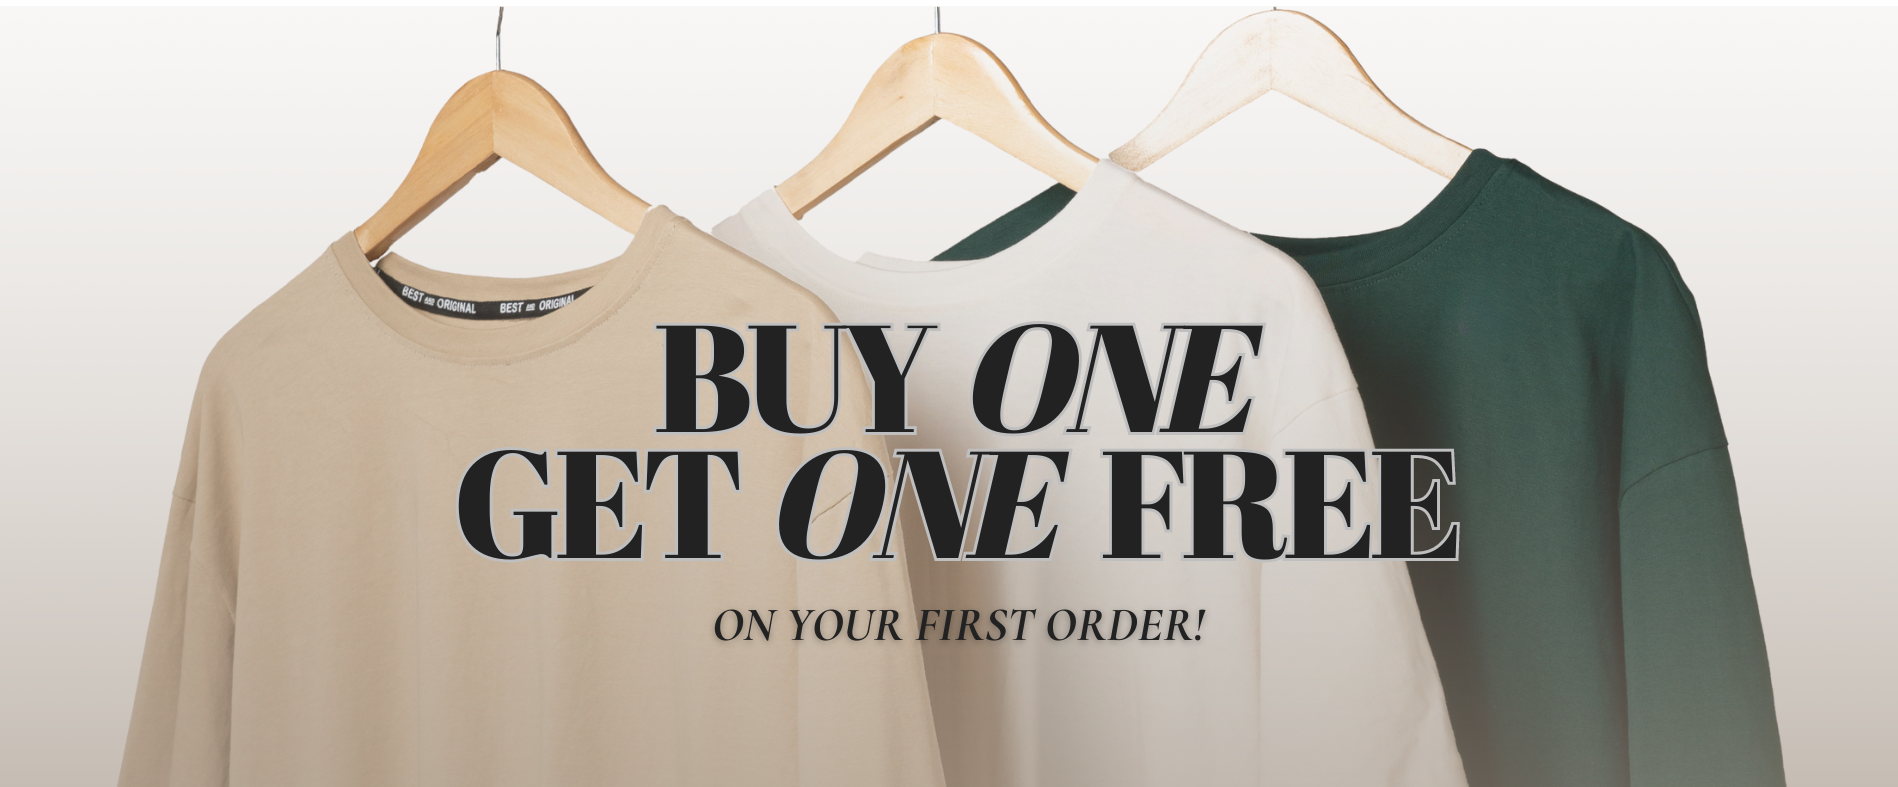 BEST AND ORIGINAL BEST AND ORIGINAL
BUY ONE
GET ONE FREE
ON YOUR FIRST ORDER!